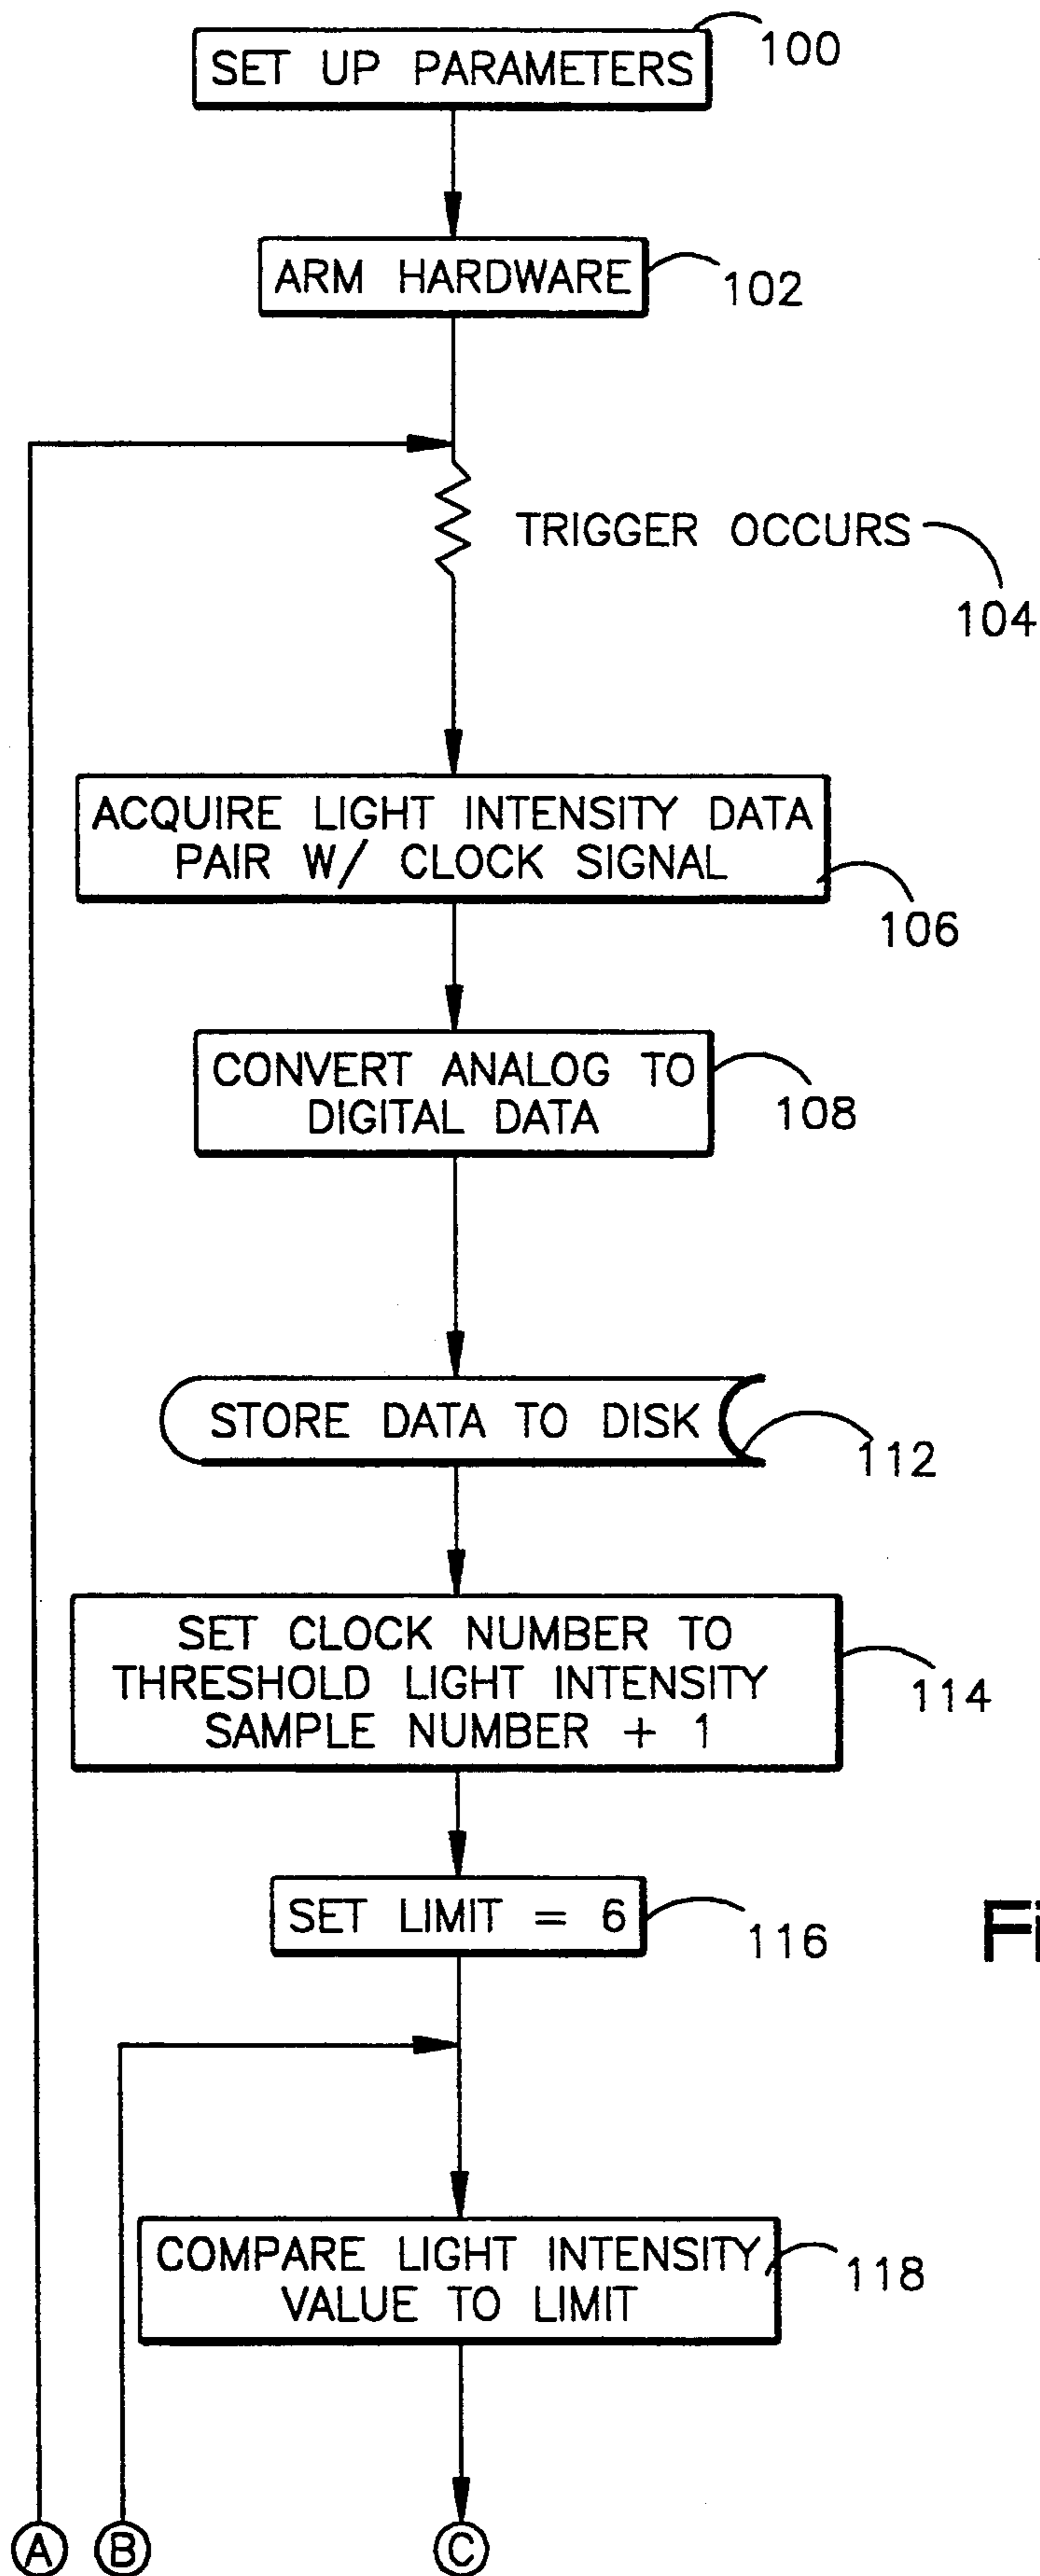 SET UP PARAMETERS
100
ARM HARDWARE
102
TRIGGER OCCURS
104
ACQUIRE LIGHT INTENSITY DATA
PAIR W/ CLOCK SIGNAL
106
CONVERT ANALOG TO
DIGITAL DATA
108
STORE DATA TO DISK
112
SET CLOCK NUMBER TO
THRESHOLD LIGHT INTENSITY
SAMPLE NUMBER + 1
114
SET LIMIT = 6
116
COMPARE LIGHT INTENSITY
VALUE TO LIMIT
118
A
B
C